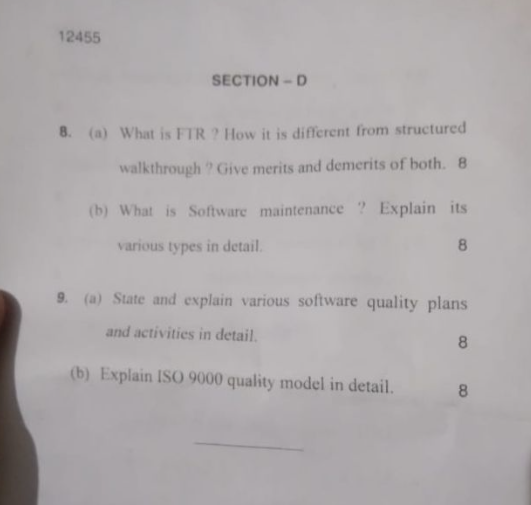 12455
SECTION – D
8. (a) What is FTR ? How it is different from structured
walkthrough ? Give merits and demerits of both. 8
(b) What is Software maintenance ? Explain its
various types in detail. 8
9. (a) State and explain various software quality plans
and activities in detail. 8
(b) Explain ISO 9000 quality model in detail. 8